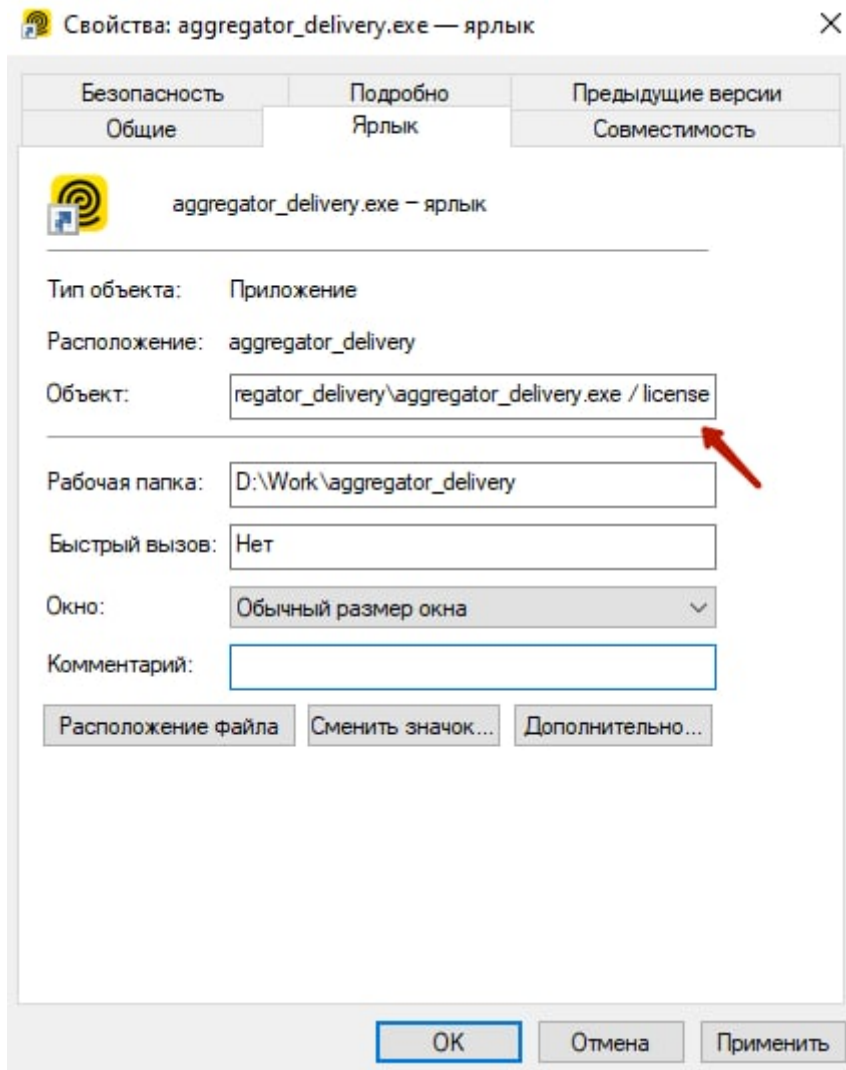 Свойства: aggregator_delivery.exe — ярлык
Безопасность Подробно Предыдущие версии
Общие Ярлык Совместимость
aggregator_delivery.exe – ярлык
Тип объекта: Приложение
Расположение: aggregator_delivery
Объект: regator_delivery\aggregator_delivery.exe / license
Рабочая папка: D:\Work\aggregator_delivery
Быстрый вызов: Нет
Окно: Обычный размер окна
Комментарий:
Расположение файла Сменить значок... Дополнительно...
OK Отмена Применить